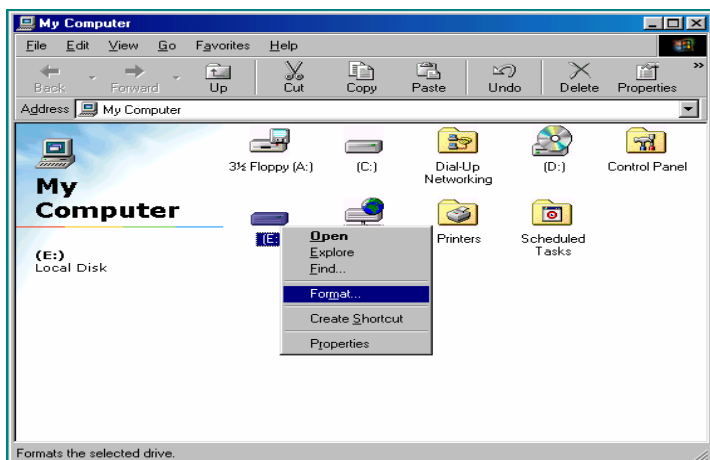 My Computer
File Edit View Go Favorites Help
Back Forward Up Cut Copy Paste Undo Delete Properties »
Address My Computer
My
Computer
(E:)
Local Disk
3½ Floppy (A:) (C:) Dial-Up
Networking (D:) Control Panel
(E: Printers Scheduled
Tasks
Open
Explore
Find...
Format...
Create Shortcut
Properties
Formats the selected drive.